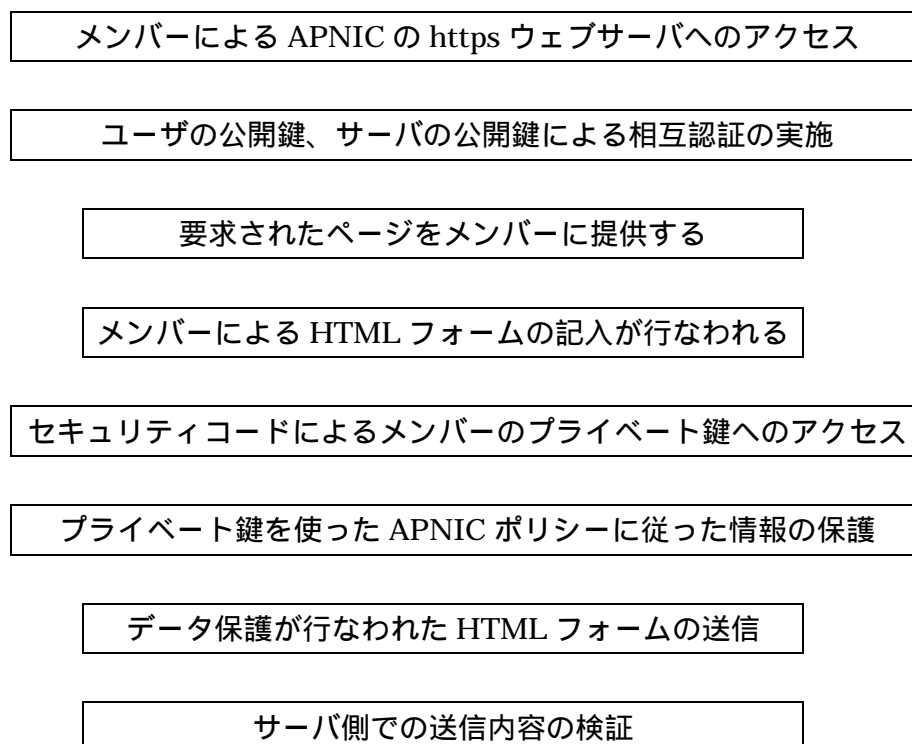 メンバーによる APNIC の https ウェブサーバへのアクセス
ユーザの公開鍵、サーバの公開鍵による相互認証の実施
要求されたページをメンバーに提供する
メンバーによる HTML フォームの記入が行なわれる
セキュリティコードによるメンバーのプライベート鍵へのアクセス
プライベート鍵を使った APNIC ポリシーに従った情報の保護
データ保護が行なわれた HTML フォームの送信
サーバ側での送信内容の検証